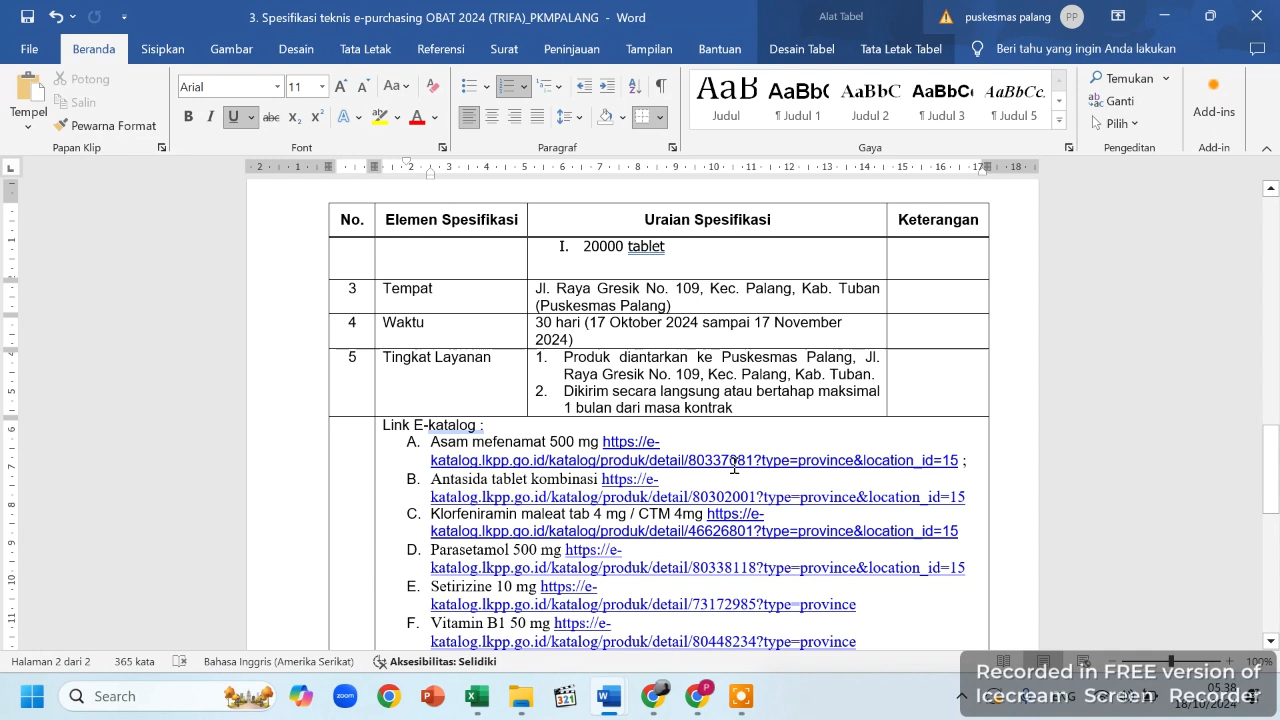 3. Spesifikasi teknis e-purchasing OBAT 2024 (TRIFA)_PKMPALANG - Word
Alat Tabel
puskesmas palang
PP
File Beranda Sisipkan Gambar Desain Tata Letak Referensi Surat Peninjauan Tampilan Bantuan Desain Tabel Tata Letak Tabel Beri tahu yang ingin Anda lakukan
Tempel
Potong
Salin
Pewarna Format
Papan Klip
Arial 11
Font
Paragraf
AaB AaBb( AaBbC AaBbC AaBbCc.
Judul ¶ Judul 1 Judul 2 ¶ Judul 3 ¶ Judul 5
Gaya
Temukan
Ganti
Pilih
Pengeditan
Add-ins
Add-in
No. Elemen Spesifikasi Uraian Spesifikasi Keterangan
I. 20000 tablet
3 Tempat Jl. Raya Gresik No. 109, Kec. Palang, Kab. Tuban
(Puskesmas Palang)
4 Waktu 30 hari (17 Oktober 2024 sampai 17 November
2024)
5 Tingkat Layanan 1. Produk diantarkan ke Puskesmas Palang, Jl.
Raya Gresik No. 109, Kec. Palang, Kab. Tuban.
2. Dikirim secara langsung atau bertahap maksimal
1 bulan dari masa kontrak
Link E-katalog :
A. Asam mefenamat 500 mg https://e-
katalog.lkpp.go.id/katalog/produk/detail/80337081?type=province&location_id=15 ;
B. Antasida tablet kombinasi https://e-
katalog.lkpp.go.id/katalog/produk/detail/80302001?type=province&location_id=15
C. Klorfeniramin maleat tab 4 mg / CTM 4mg https://e-
katalog.lkpp.go.id/katalog/produk/detail/46626801?type=province&location_id=15
D. Parasetamol 500 mg https://e-
katalog.lkpp.go.id/katalog/produk/detail/80338118?type=province&location_id=15
E. Setirizine 10 mg https://e-
katalog.lkpp.go.id/katalog/produk/detail/73172985?type=province
F. Vitamin B1 50 mg https://e-
katalog.lkpp.go.id/katalog/produk/detail/80448234?type=province
Halaman 2 dari 2 365 kata Bahasa Inggris (Amerika Serikat) Aksesibilitas: Selidiki 100%
Recorded in FREE version of
Icecream Screen Recorder
Search
05.38
18/10/2024